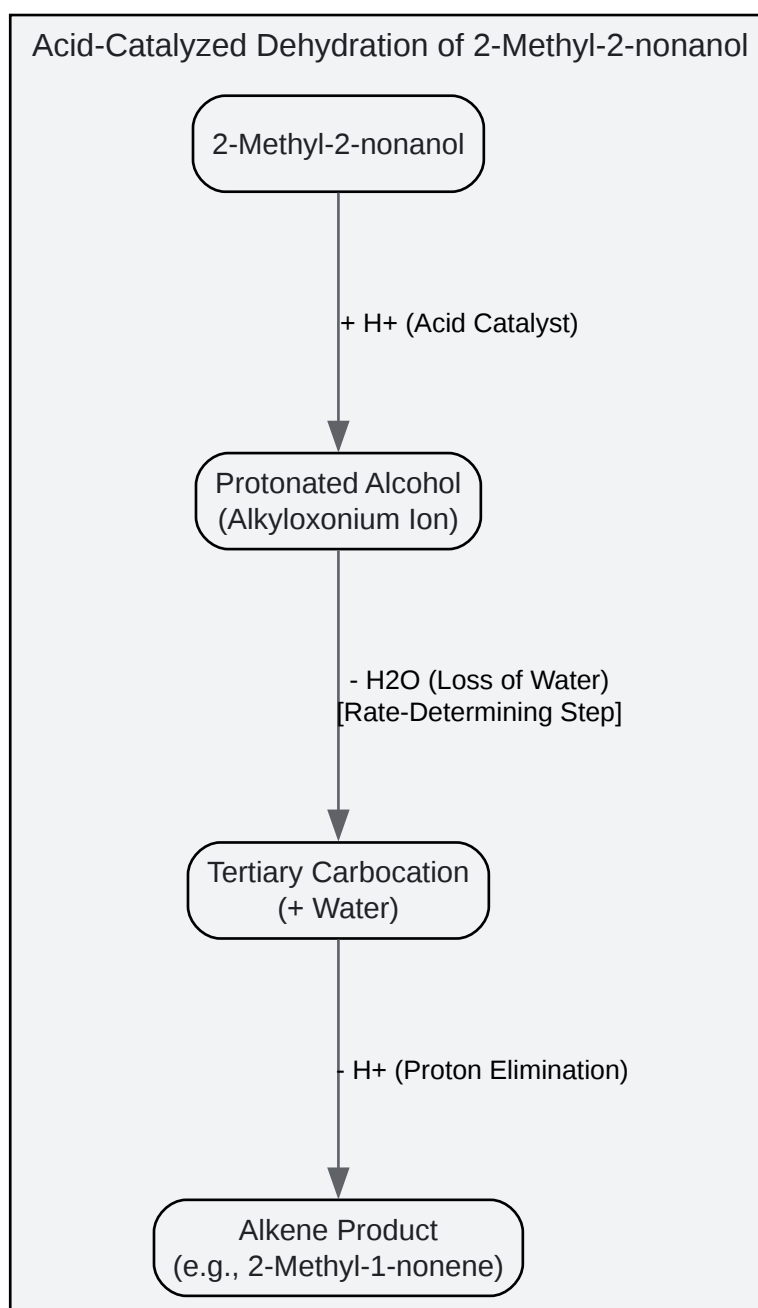 Acid-Catalyzed Dehydration of 2-Methyl-2-nonanol
2-Methyl-2-nonanol
+ H+ (Acid Catalyst)
Protonated Alcohol
(Alkyloxonium Ion)
- H2O (Loss of Water)
[Rate-Determining Step]
Tertiary Carbocation
(+ Water)
- H+ (Proton Elimination)
Alkene Product
(e.g., 2-Methyl-1-nonene)